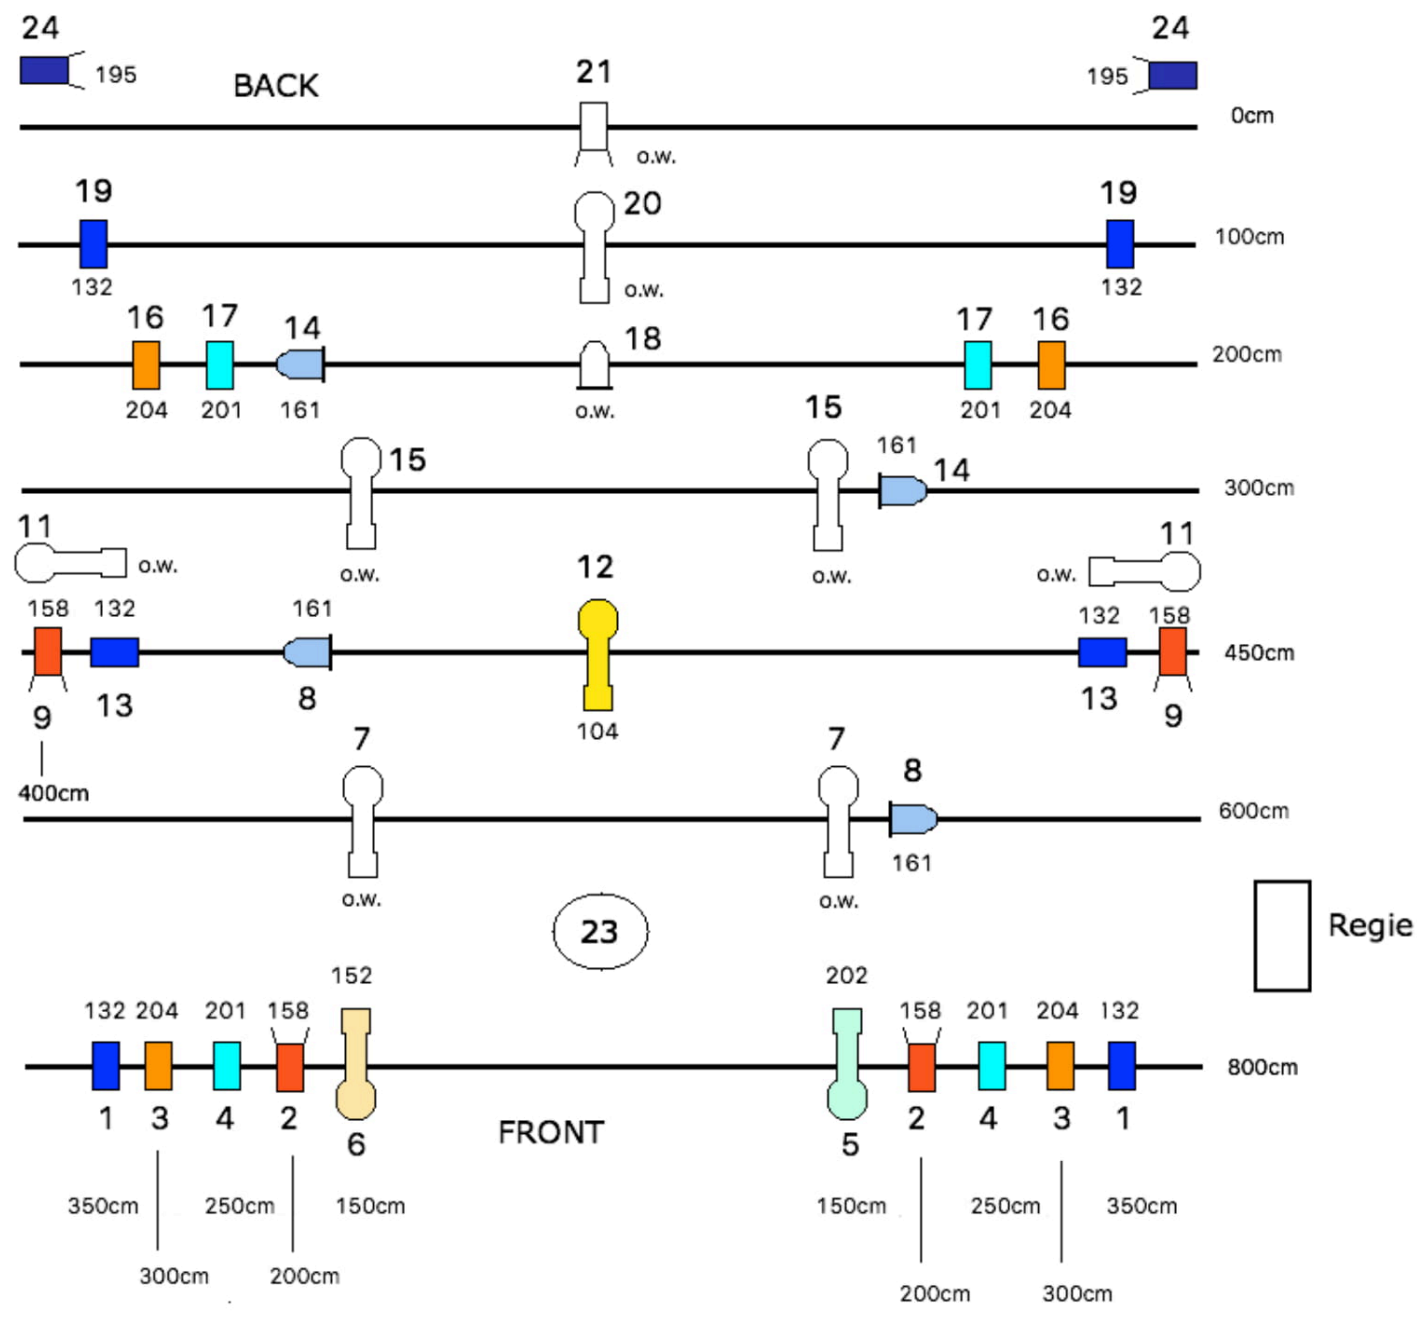 24
24
195
BACK
21
195
0cm
o.w.
19
20
19
100cm
132
o.w.
132
16
17
14
18
17
16
200cm
204
201
161
o.w.
201
204
15
15
161
14
300cm
11
o.w.
o.w.
11
o.w.
12
o.w.
158
132
161
132
158
450cm
9
13
8
104
13
9
400cm
7
7
8
600cm
161
o.w.
o.w.
23
Regie
152
202
132
204
201
158
158
201
204
132
800cm
1
3
4
2
6
FRONT
5
2
4
3
1
350cm
250cm
150cm
150cm
250cm
350cm
300cm
200cm
200cm
300cm